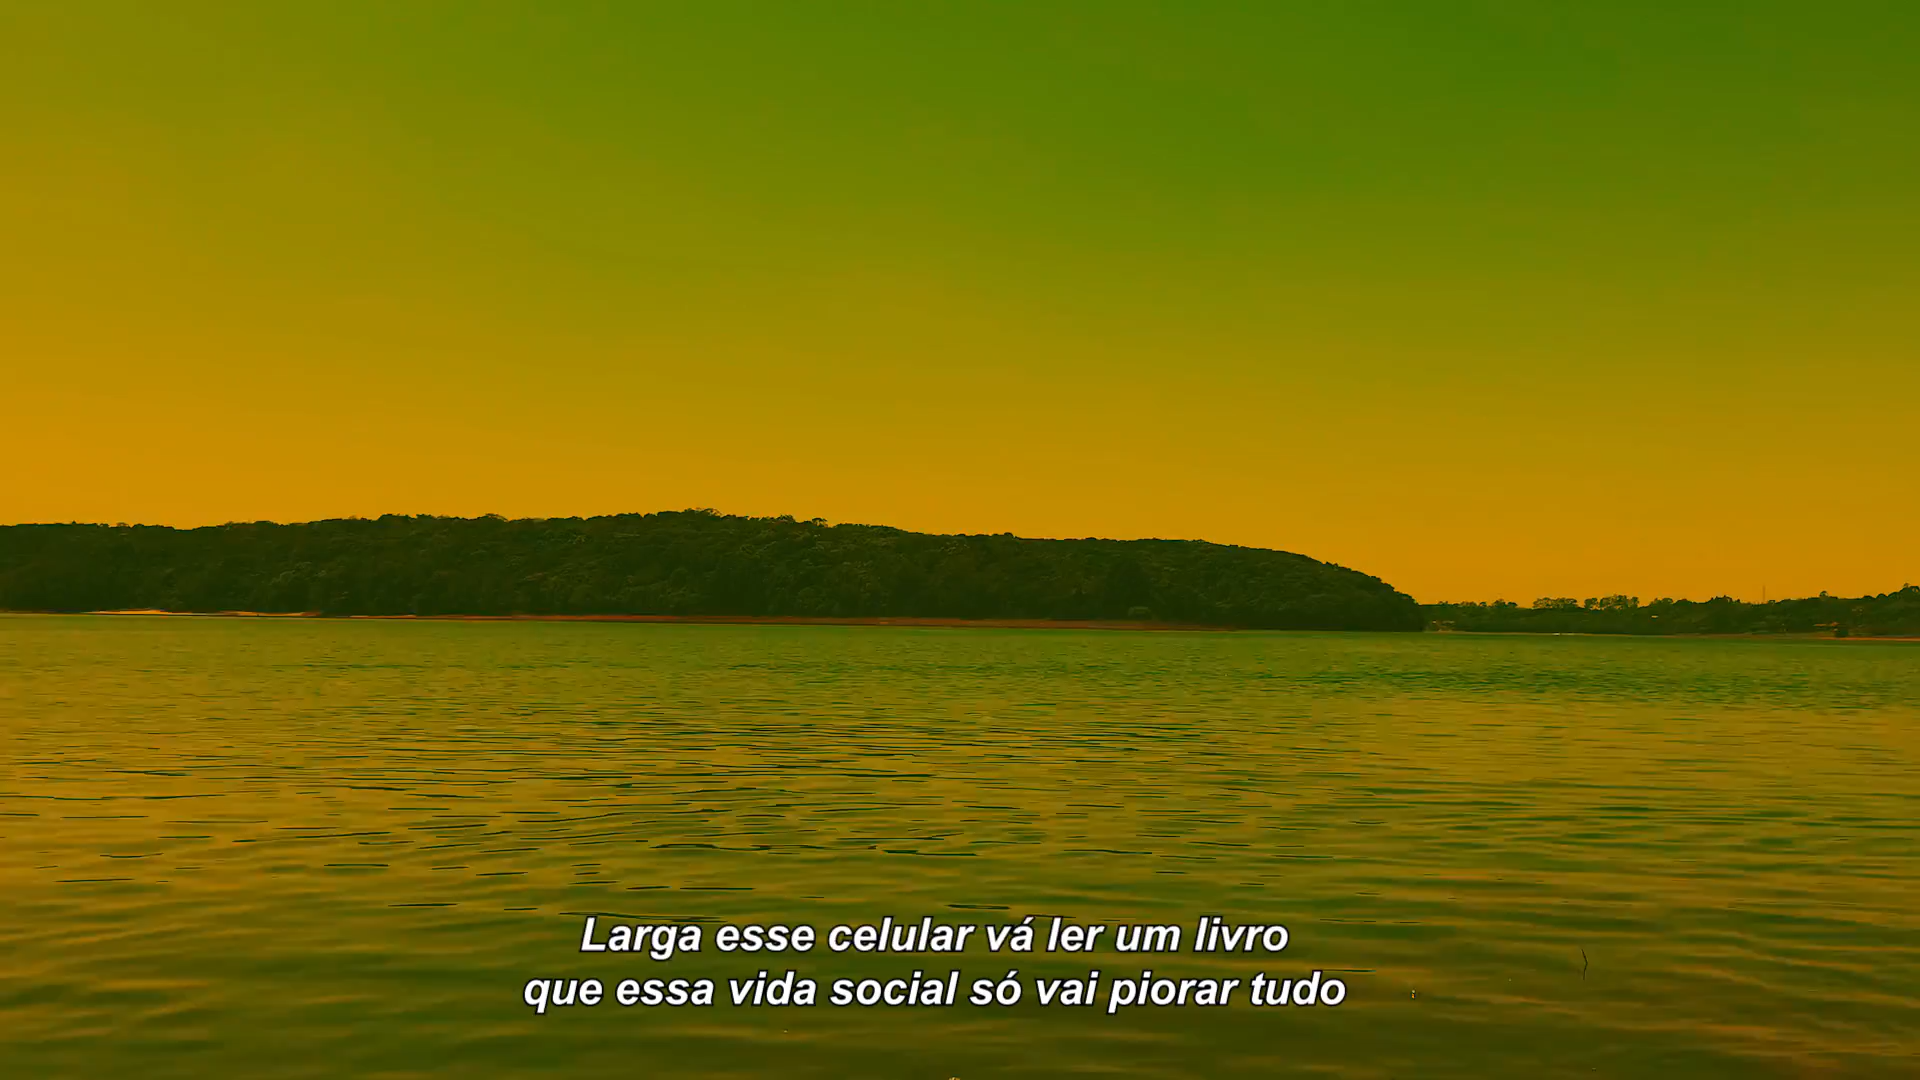 Larga esse celular vá ler um livro
que essa vida social só vai piorar tudo